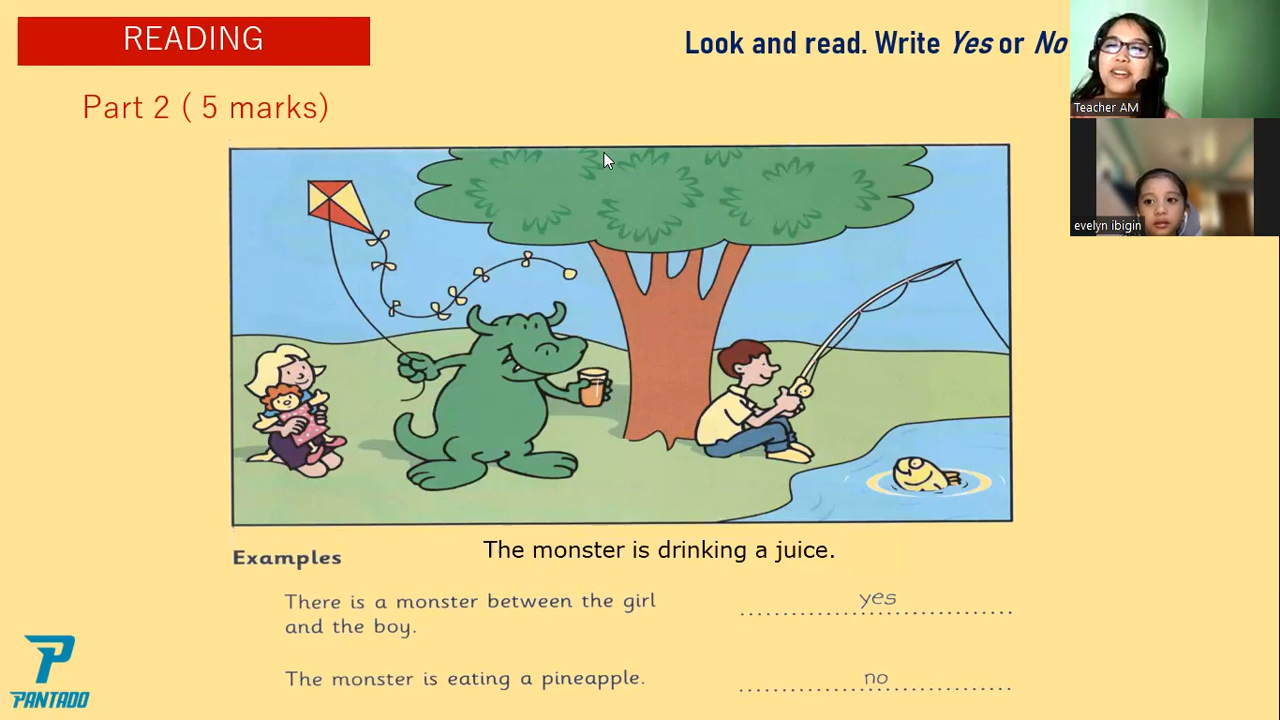 READING
Look and read. Write Yes or No
Part 2 ( 5 marks)
Teacher AM
evelyn ibigin
The monster is drinking a juice.
Examples
There is a monster between the girl
and the boy.
yes
The monster is eating a pineapple.
no
PANTADO